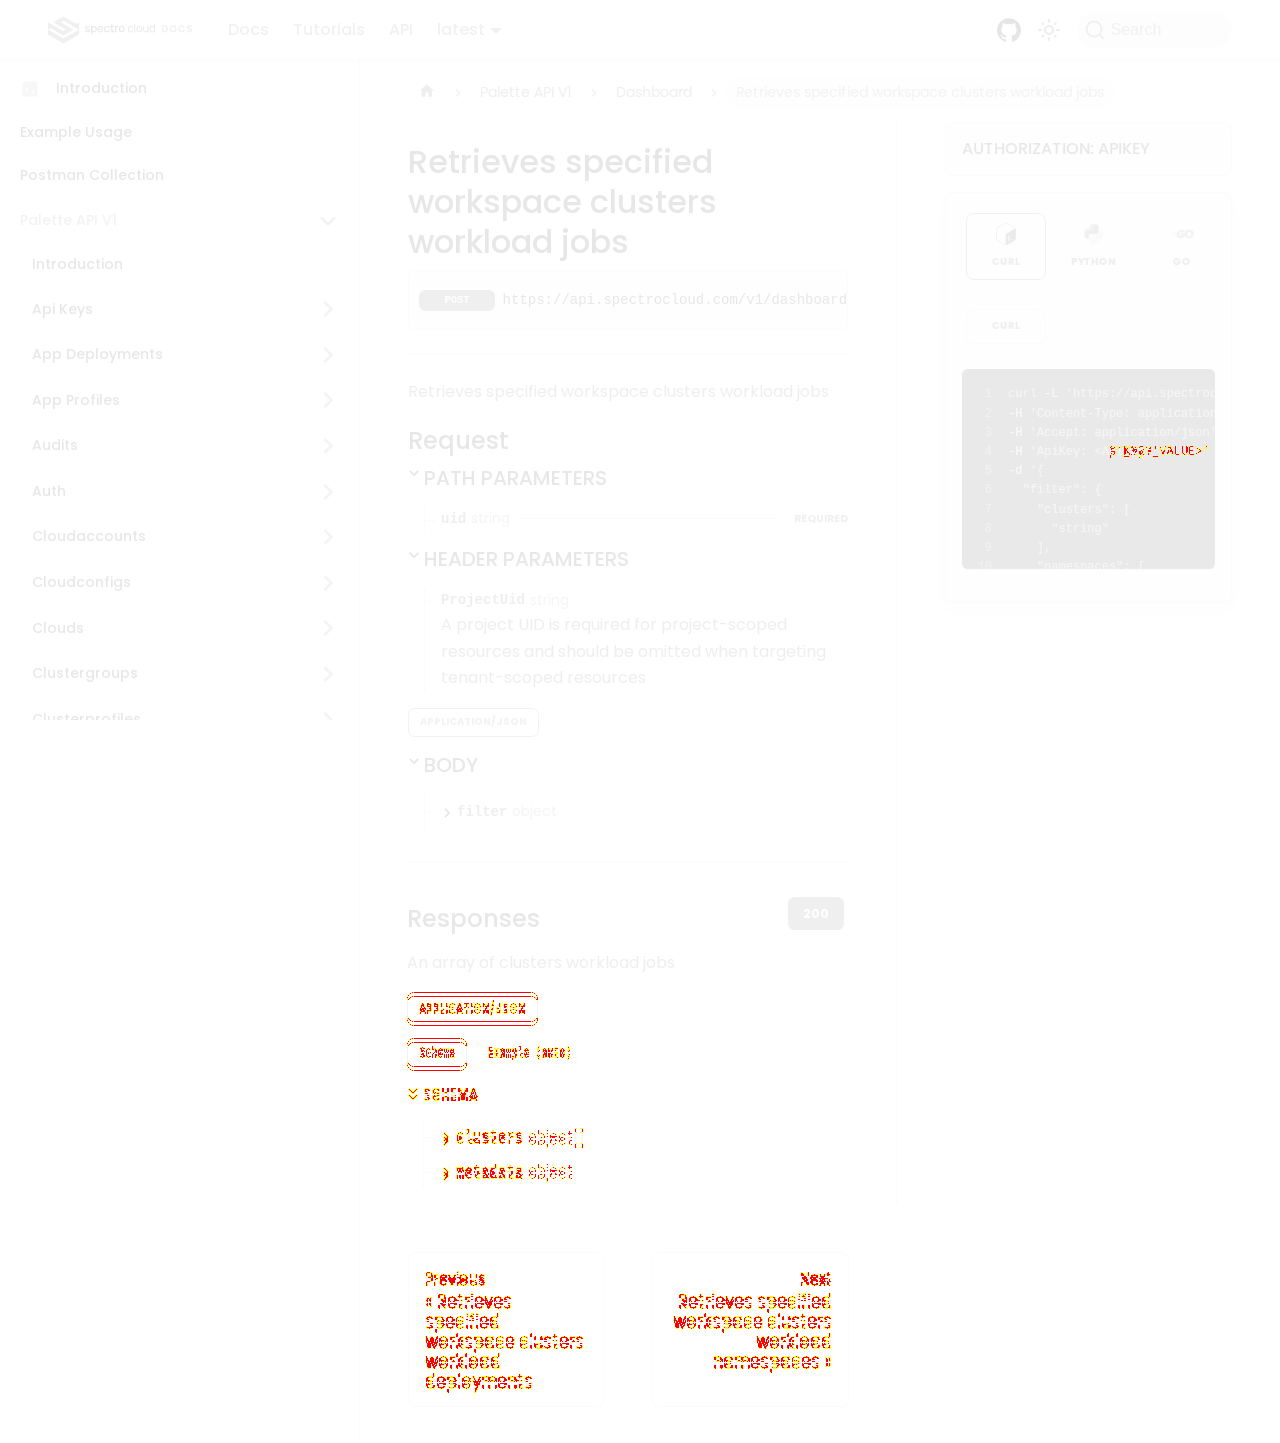 spectro cloud DOCS
Docs
Tutorials
API
latest
Search
Introduction
Example Usage
Postman Collection
Palette API V1
Introduction
Api Keys
App Deployments
App Profiles
Audits
Auth
Cloudaccounts
Cloudconfigs
Clouds
Clustergroups
Clusterprofiles
Palette API V1
Dashboard
Retrieves specified workspace clusters workload jobs
Retrieves specified
workspace clusters
workload jobs
POST https://api.spectrocloud.com/v1/dashboard
Retrieves specified workspace clusters workload jobs
Request
PATH PARAMETERS
uid string REQUIRED
HEADER PARAMETERS
ProjectUid string
A project UID is required for project-scoped
resources and should be omitted when targeting
tenant-scoped resources
APPLICATION/JSON
BODY
filter object
Responses
200
An array of clusters workload jobs
APPLICATION/JSON
Schema
Example (auto)
SCHEMA
clusters object[]
metadata object
Previous
« Retrieves
specified
workspace clusters
workload
deployments
Next
Retrieves specified
workspace clusters
workload
namespaces »
AUTHORIZATION: APIKEY
CURL
PYTHON
GO
GO
CURL
1 curl -L 'https://api.spectroc
2 -H 'Content-Type: application
3 -H 'Accept: application/json'
4 -H 'ApiKey: VALUE>'
5 -d '{
6 "filter": {
7 "clusters": [
8 "string"
9 ],
10 "namespaces": [